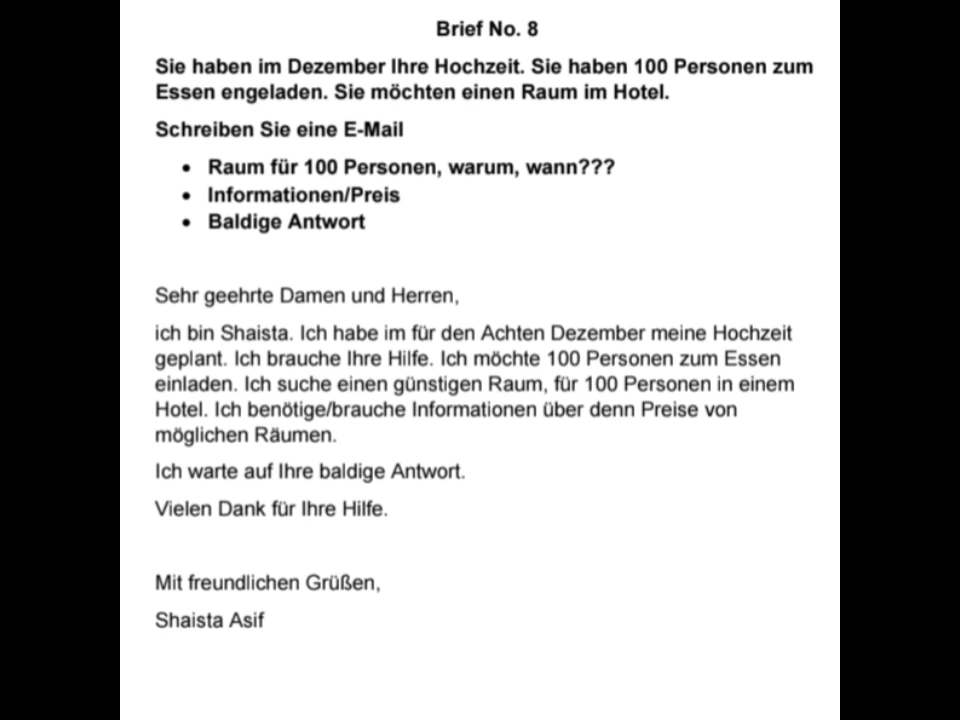 Brief No. 8
Sie haben im Dezember Ihre Hochzeit. Sie haben 100 Personen zum
Essen engeladen. Sie möchten einen Raum im Hotel.
Schreiben Sie eine E-Mail
• Raum für 100 Personen, warum, wann???
• Informationen/Preis
• Baldige Antwort
Sehr geehrte Damen und Herren,
ich bin Shaista. Ich habe im für den Achten Dezember meine Hochzeit
geplant. Ich brauche Ihre Hilfe. Ich möchte 100 Personen zum Essen
einladen. Ich suche einen günstigen Raum, für 100 Personen in einem
Hotel. Ich benötige/brauche Informationen über denn Preise von
möglichen Räumen.
Ich warte auf Ihre baldige Antwort.
Vielen Dank für Ihre Hilfe.
Mit freundlichen Grüßen,
Shaista Asif